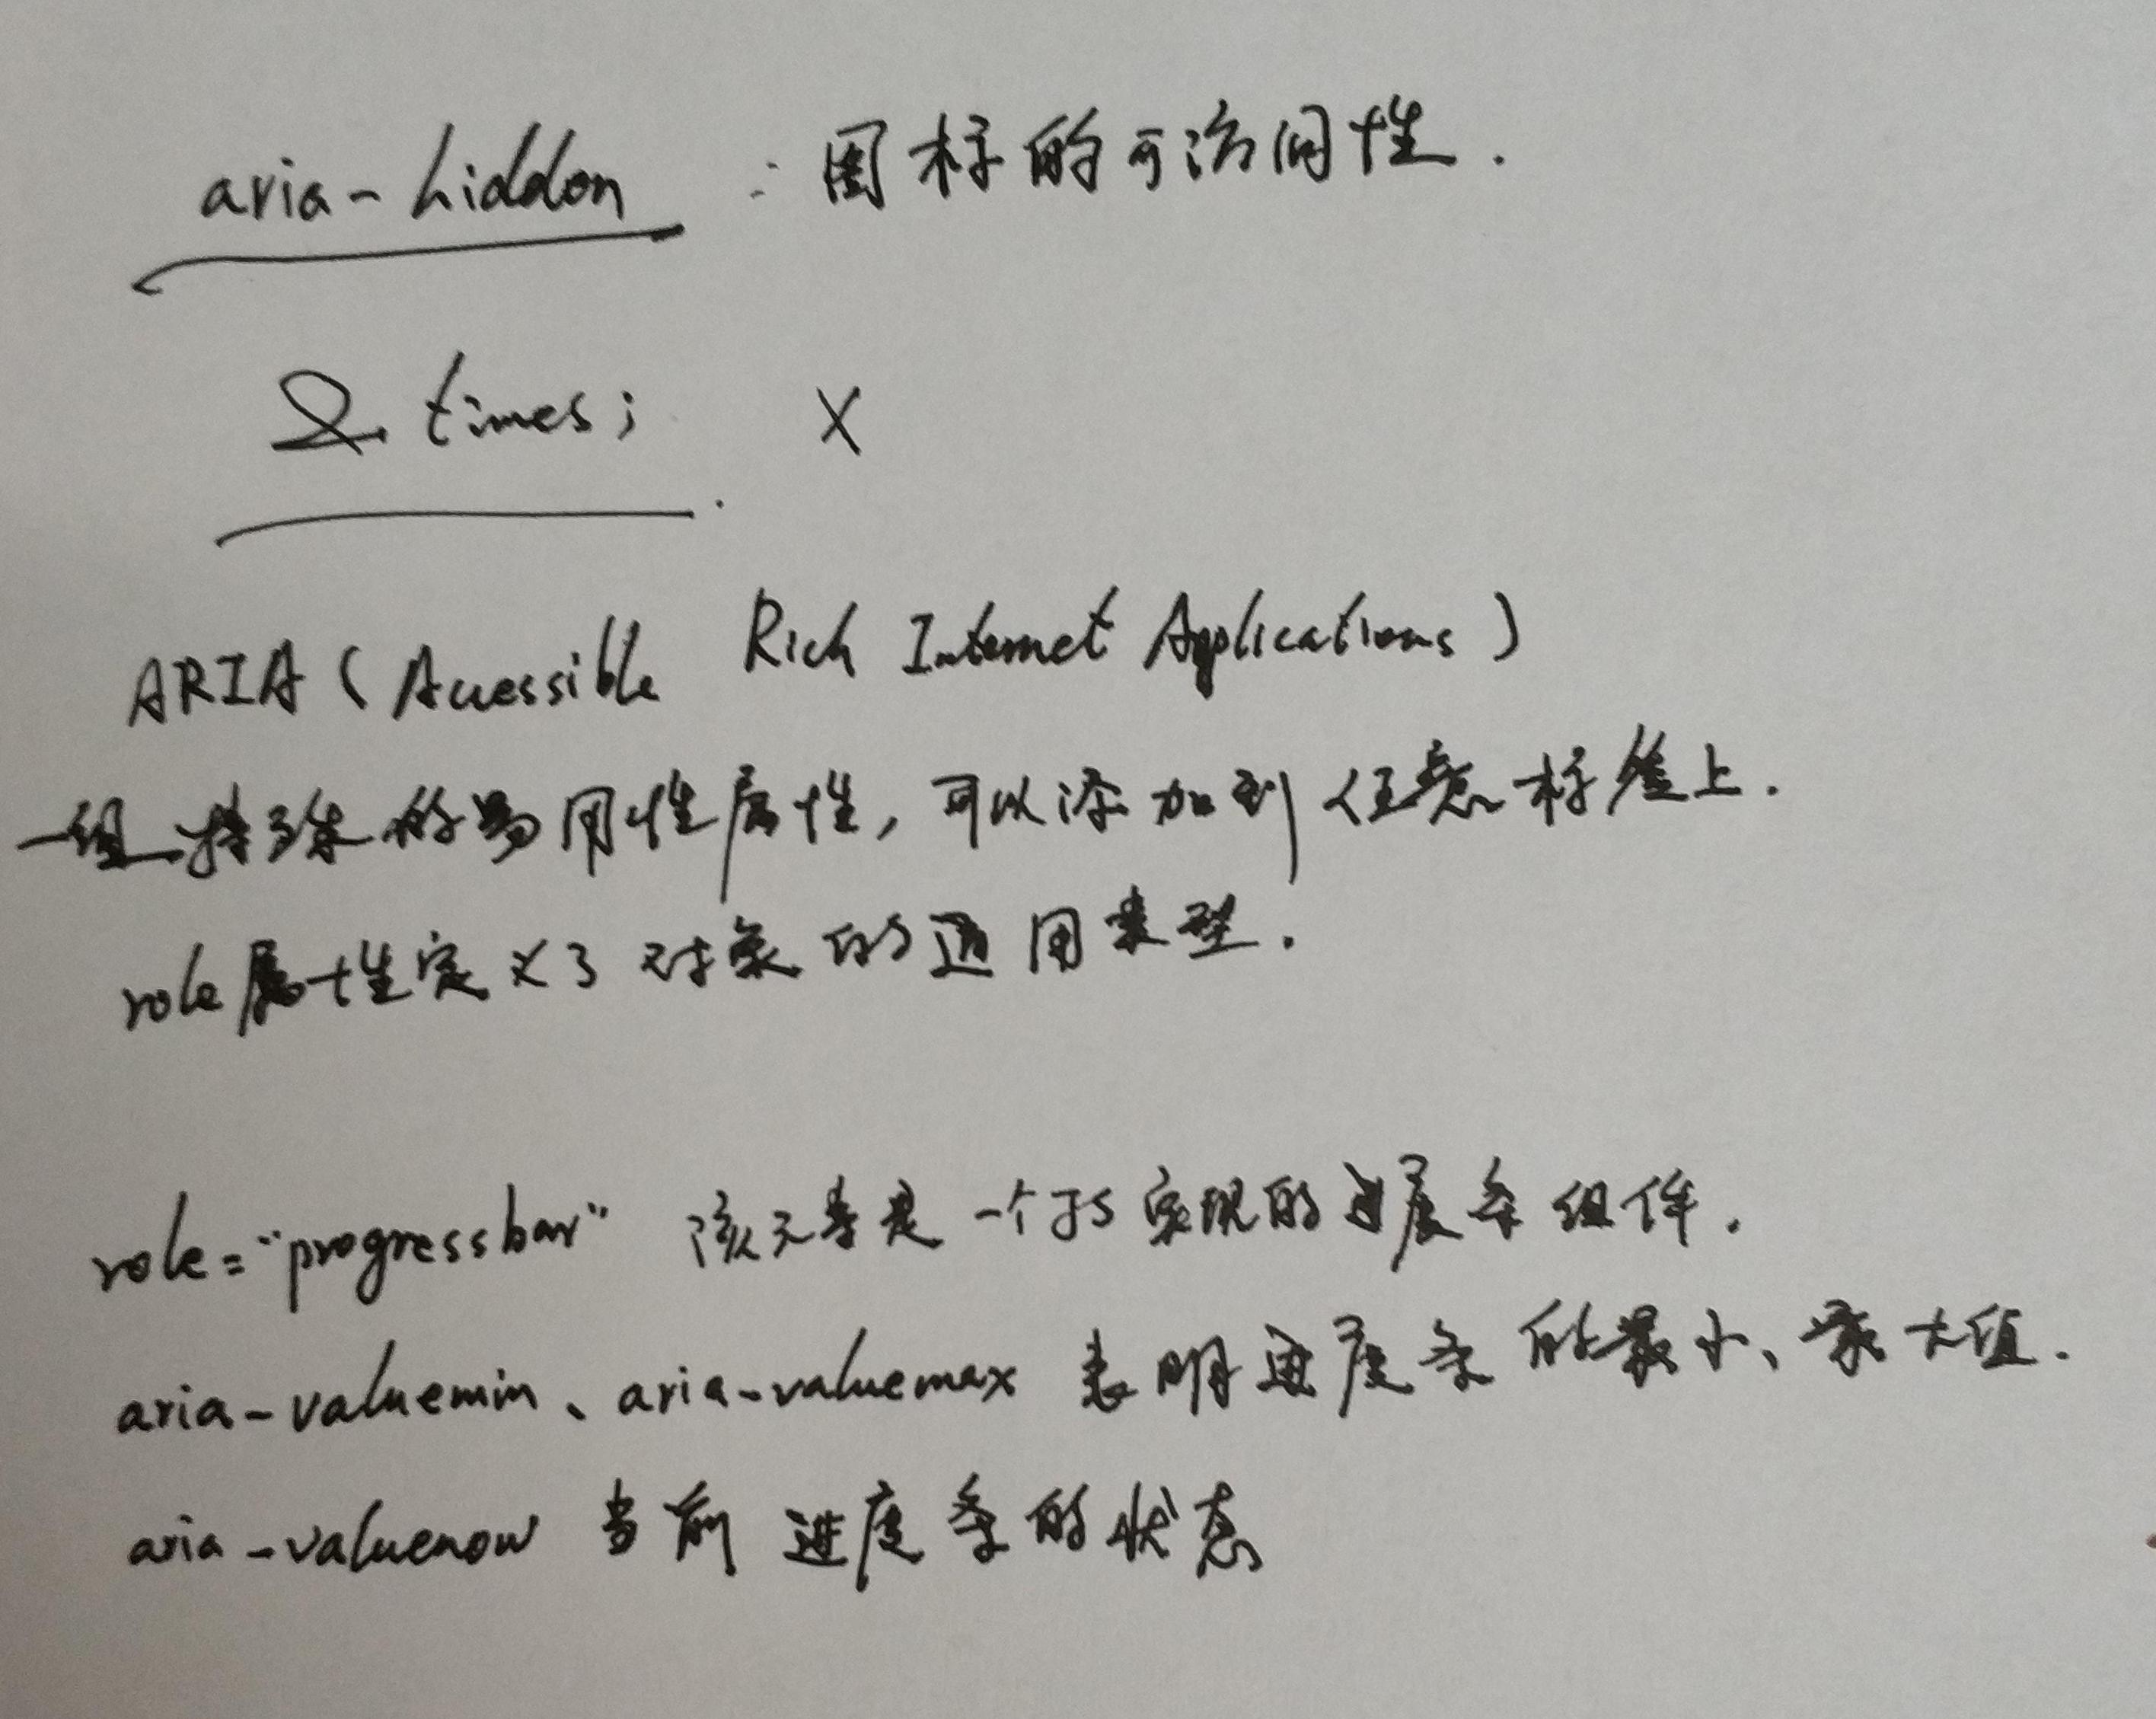 aria-hidden : 图标的可访问性.
&times; ×
ARIA (Accessible Rich Internet Applications)
一组特殊的易用性属性, 可以添加到任意标签上.
role属性定义了对象的通用类型.
role="progressbar" 该元素是一个JS实现的进度条组件.
aria-valuemin、aria-valuemax 表明进度条的最小、最大值.
aria-valuenow 当前进度条的状态